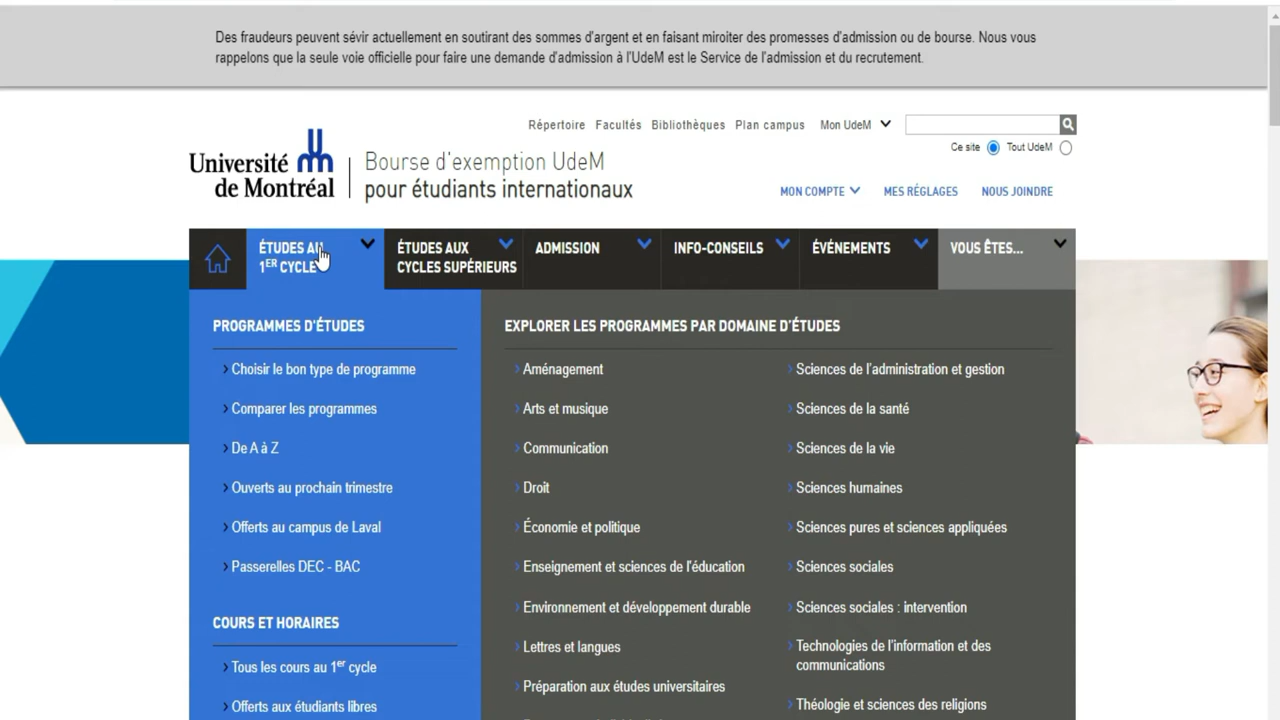 Des fraudeurs peuvent sévir actuellement en soutirant des sommes d'argent et en faisant miroiter des promesses d'admission ou de bourse. Nous vous
rappelons que la seule voie officielle pour faire une demande d'admission à l'UdeM est le Service de l'admission et du recrutement.
Répertoire Facultés Bibliothèques Plan campus Mon UdeM
Ce site Tout UdeM
Université
de Montréal
Bourse d'exemption UdeM
pour étudiants internationaux
MON COMPTE MES RÉGLAGES NOUS JOINDRE
ÉTUDES AU
1ER CYCLE
ÉTUDES AUX
CYCLES SUPÉRIEURS
ADMISSION
INFO-CONSEILS
ÉVÉNEMENTS
VOUS ÊTES...
PROGRAMMES D'ÉTUDES
Choisir le bon type de programme
Comparer les programmes
De A à Z
Ouverts au prochain trimestre
Offerts au campus de Laval
Passerelles DEC - BAC
COURS ET HORAIRES
Tous les cours au 1er cycle
Offerts aux étudiants libres
EXPLORER LES PROGRAMMES PAR DOMAINE D'ÉTUDES
Aménagement
Arts et musique
Communication
Droit
Économie et politique
Enseignement et sciences de l'éducation
Environnement et développement durable
Lettres et langues
Préparation aux études universitaires
Sciences de l'administration et gestion
Sciences de la santé
Sciences de la vie
Sciences humaines
Sciences pures et sciences appliquées
Sciences sociales
Sciences sociales : intervention
Technologies de l'information et des
communications
Théologie et sciences des religions